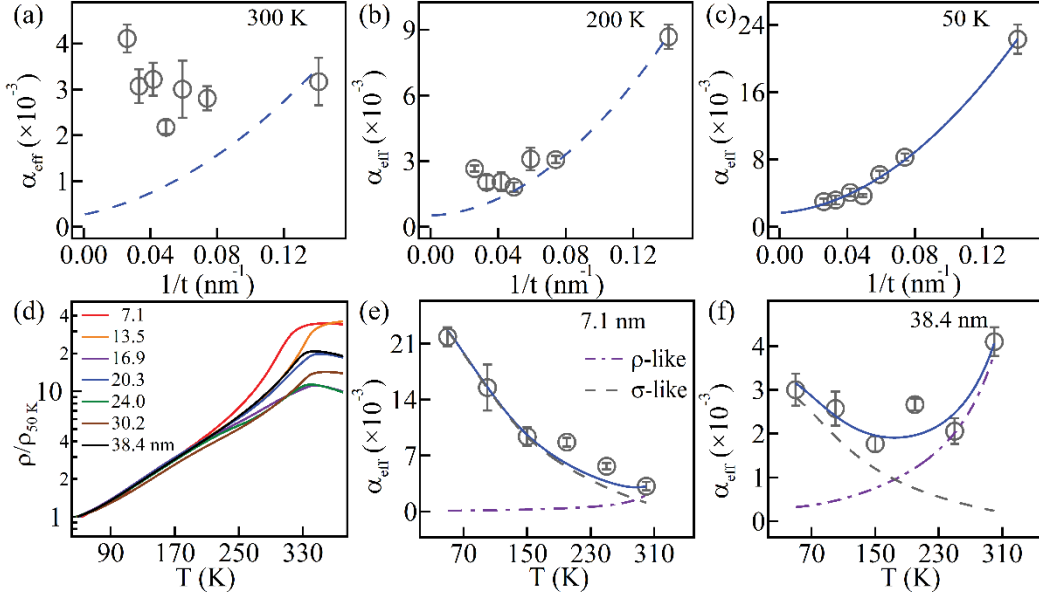 (a)
300 K
4
3
2
1
0
α_eff (×10⁻³)
0.00 0.04 0.08 0.12
1/t (nm⁻¹)
(b)
200 K
9
6
3
0
α_eff (×10⁻³)
0.00 0.04 0.08 0.12
1/t (nm⁻¹)
(c)
50 K
24
16
8
0
α_eff (×10⁻³)
0.00 0.04 0.08 0.12
1/t (nm⁻¹)
(d)
4
2
10
4
2
1
ρ/ρ_50 K
7.1
13.5
16.9
20.3
24.0
30.2
38.4 nm
90 170 250 330
T (K)
(e)
7.1 nm
21
14
7
0
α_eff (×10⁻³)
ρ-like
σ-like
70 150 230 310
T (K)
(f)
38.4 nm
4
3
2
1
0
α_eff (×10⁻³)
70 150 230 310
T (K)